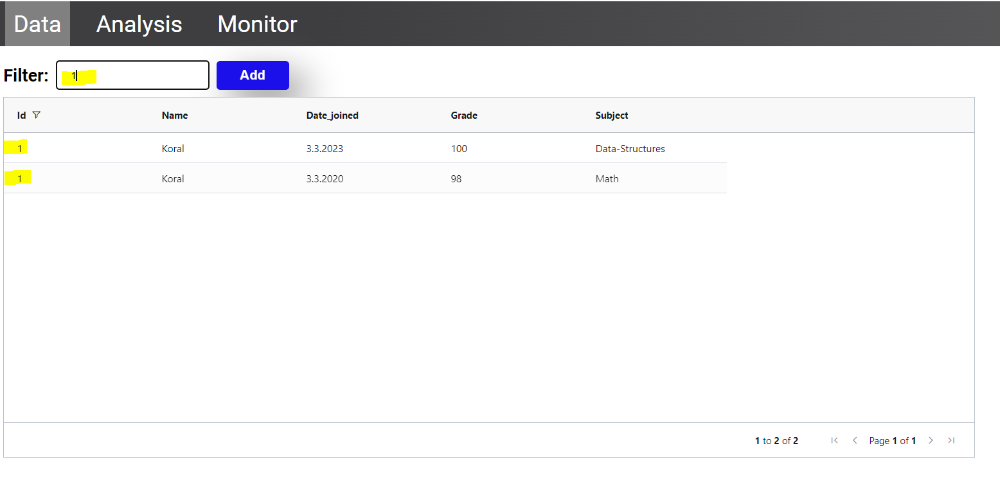 Data Analysis Monitor
Filter: 1 Add
Id Name Date_joined Grade Subject
1 Koral 3.3.2023 100 Data-Structures
1 Koral 3.3.2020 98 Math
1 to 2 of 2 Page 1 of 1